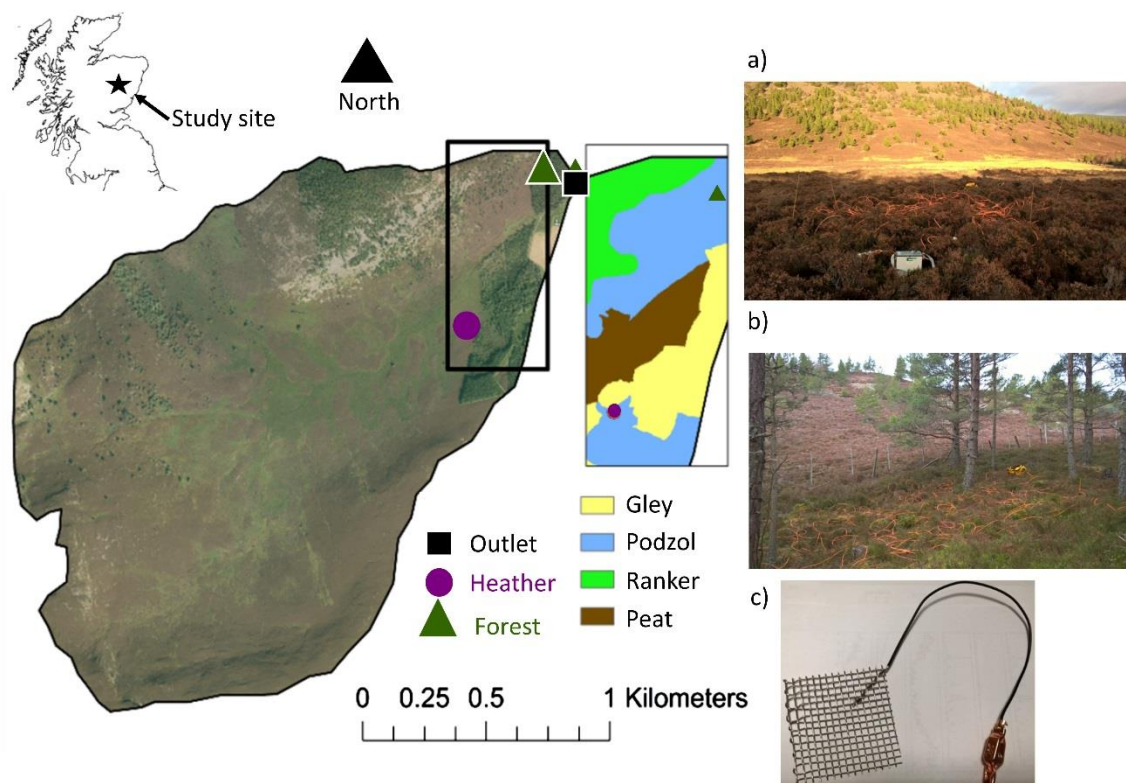 North
Study site
Outlet
Heather
Forest
Gley
Podzol
Ranker
Peat
0 0.25 0.5 1 Kilometers
a)
b)
c)